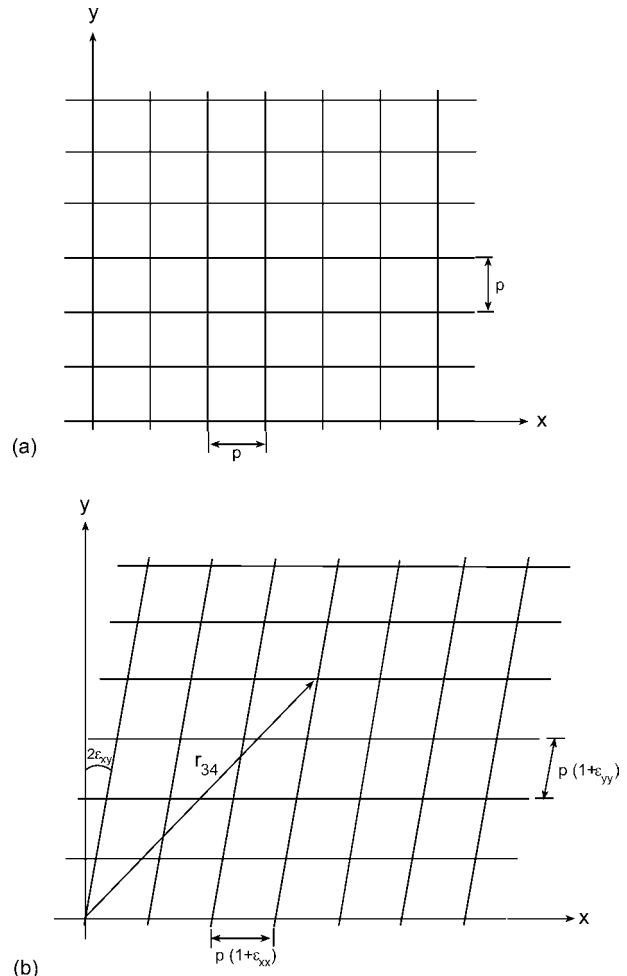 y
p
x
p
(a)
y
2ε_xy
r_34
p (1+ε_yy)
x
p (1+ε_xx)
(b)